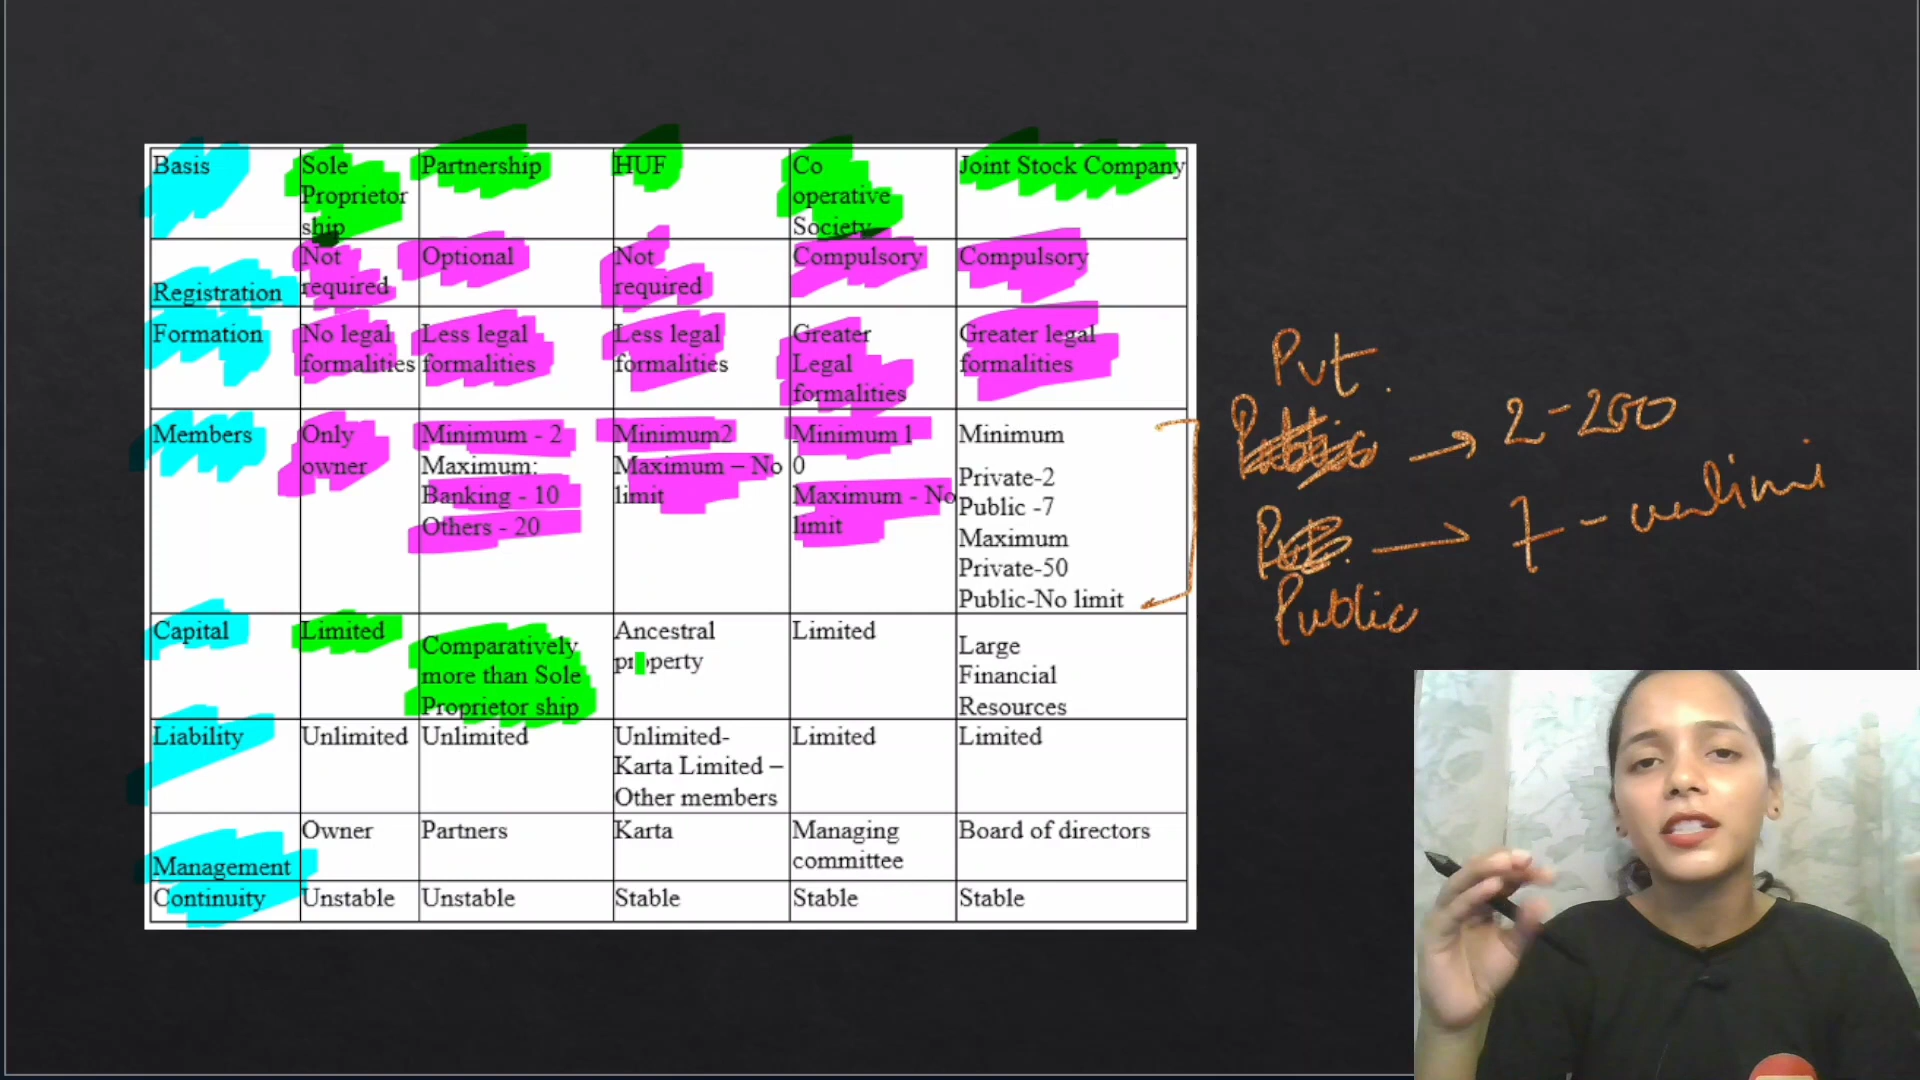 Basis
Sole
Proprietor
ship
Partnership
HUF
Co
operative
Society
Joint Stock Company
Registration
Not
required
Optional
Not
required
Compulsory
Compulsory
Formation
No legal
formalities
Less legal
formalities
Less legal
formalities
Greater
Legal
formalities
Greater legal
formalities
Members
Only
owner
Minimum - 2
Maximum:
Banking - 10
Others - 20
Minimum2
Maximum – No
limit
Minimum 1
0
Maximum - No
limit
Minimum
Private-2
Public -7
Maximum
Private-50
Public-No limit
Capital
Limited
Comparatively
more than Sole
Proprietor ship
Ancestral
property
Limited
Large
Financial
Resources
Liability
Unlimited
Unlimited
Unlimited-
Karta Limited –
Other members
Limited
Limited
Management
Owner
Partners
Karta
Managing
committee
Board of directors
Continuity
Unstable
Unstable
Stable
Stable
Stable
Pvt.
→ 2-200
→ 7-unlimi
Public